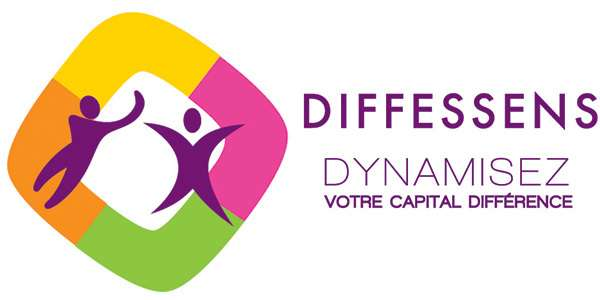 DIFFESSENS
DYNAMISEZ
VOTRE CAPITAL DIFFÉRENCE